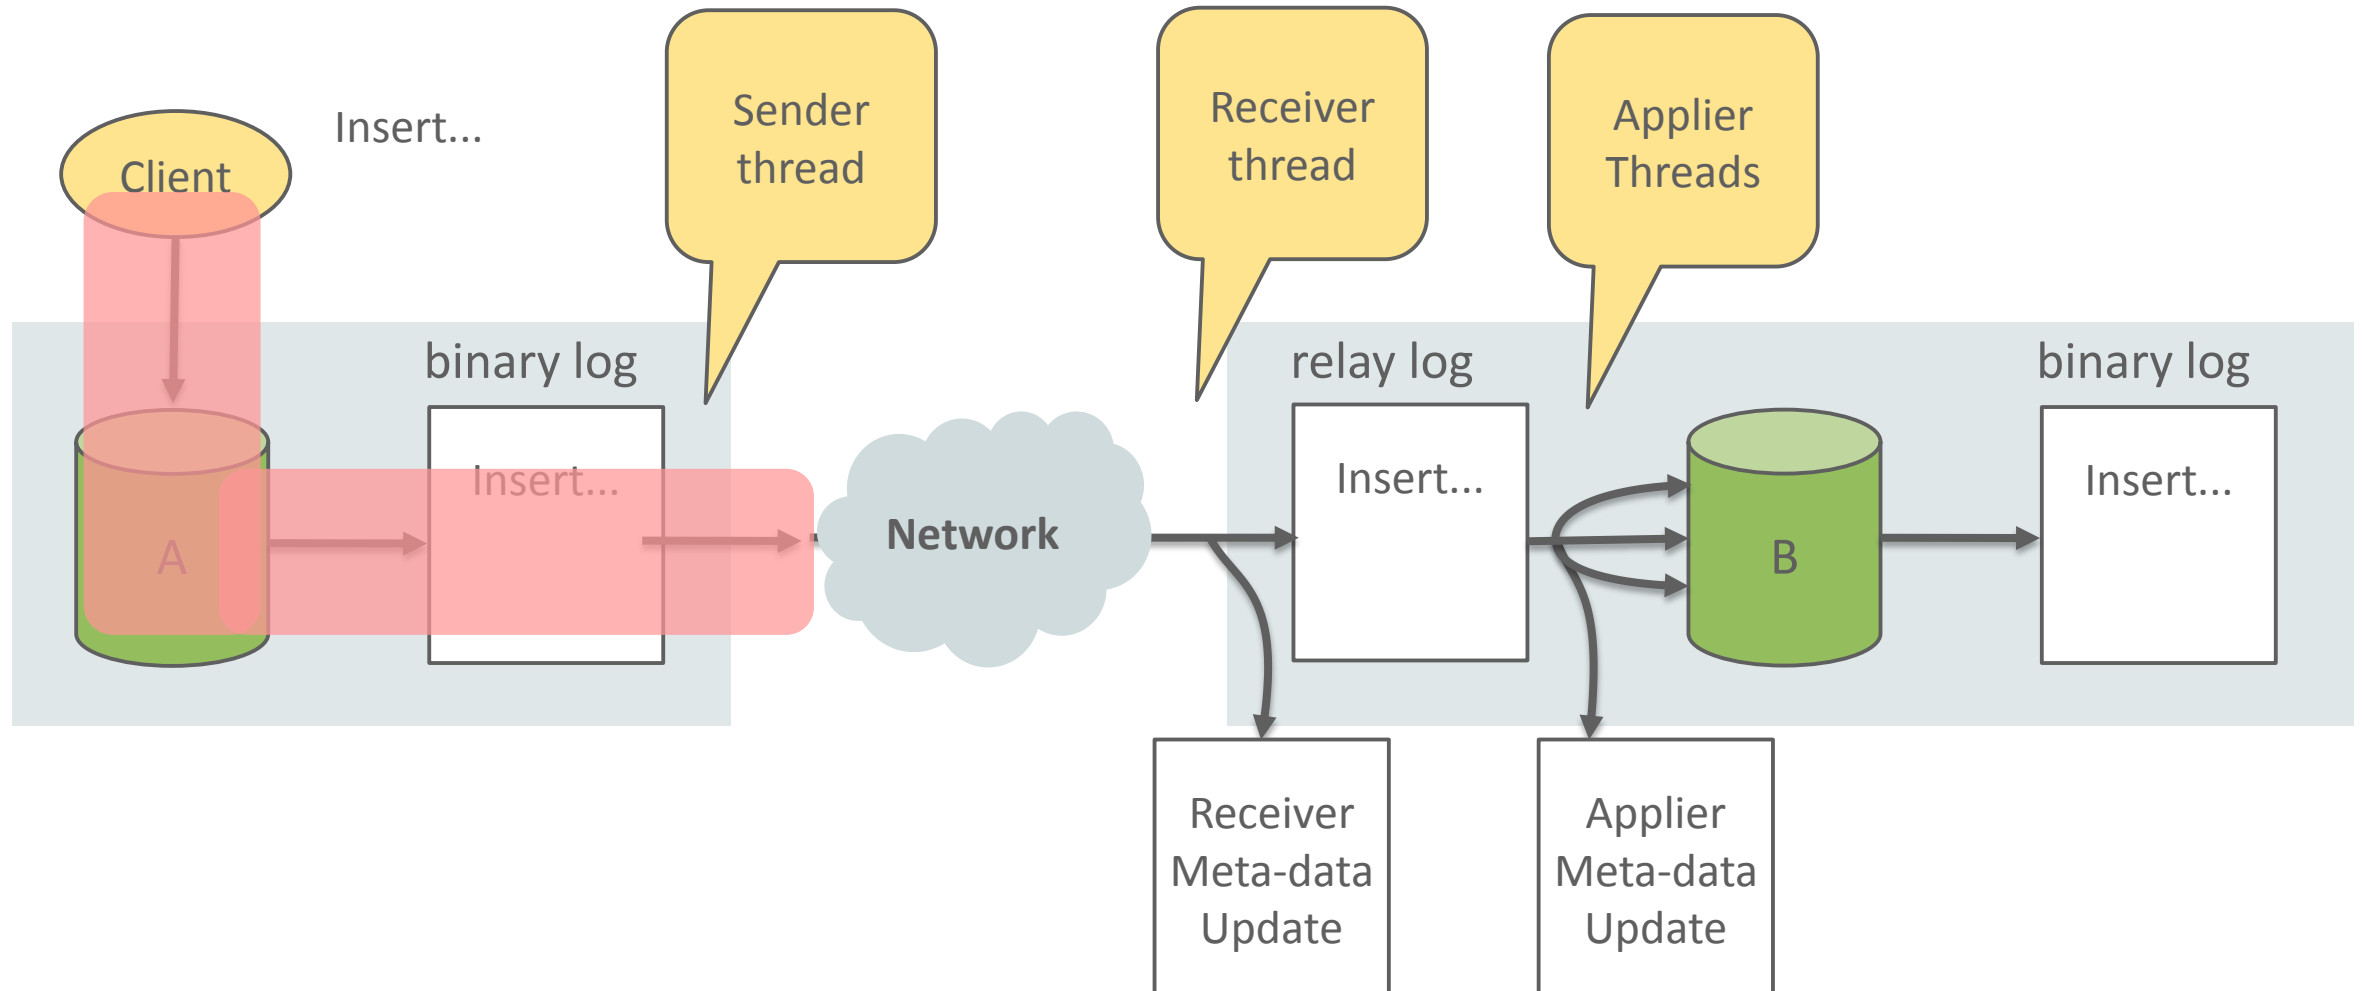 Client
Insert...
Sender
thread
Receiver
thread
Applier
Threads
binary log
relay log
binary log
Insert...
Insert...
Insert...
A
Network
B
Receiver
Meta-data
Update
Applier
Meta-data
Update